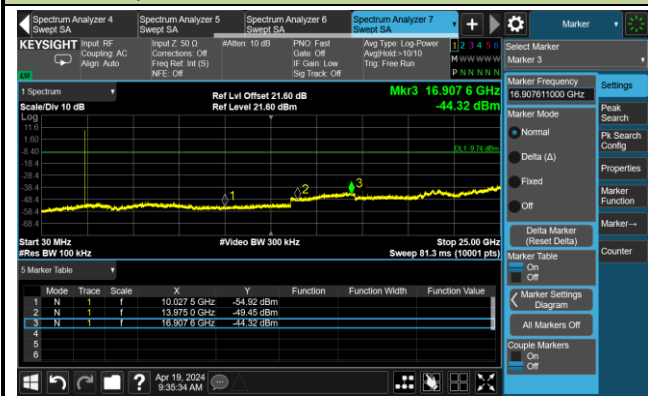 Spectrum Analyzer 4
Swept SA
Spectrum Analyzer 5
Swept SA
Spectrum Analyzer 6
Swept SA
Spectrum Analyzer 7
Swept SA
Marker
KEYSIGHT
Input: RF
Coupling: AC
Align: Auto
Input Z: 50 Ω
Corrections: Off
Freq Ref: Int (S)
NFE: Off
#Atten: 10 dB
PNO: Fast
Gate: Off
IF Gain: Low
Sig Track: Off
Avg Type: Log-Power
Avg|Hold:>10/10
Trig: Free Run
1 2 3 4 5 6
M W W W W W
P N N N N N
Select Marker
Marker 3
1 Spectrum
Scale/Div 10 dB
Log
Ref Lvl Offset 21.60 dB
Ref Level 21.60 dBm
Mkr3 16.907 6 GHz
-44.32 dBm
11.6
1.60
-8.40
-18.4
-28.4
-38.4
-48.4
-58.4
-68.4
DL1 -9.74 dBm
1
2
3
Start 30 MHz
#Res BW 100 kHz
#Video BW 300 kHz
Stop 25.00 GHz
Sweep 81.3 ms (10001 pts)
5 Marker Table
Mode Trace Scale X Y Function Function Width Function Value
1 N 1 f 10.027 5 GHz -54.92 dBm
2 N 1 f 13.975 0 GHz -49.45 dBm
3 N 1 f 16.907 6 GHz -44.32 dBm
4
5
6
Marker Frequency
16.907611000 GHz
Marker Mode
Normal
Delta (Δ)
Fixed
Off
Delta Marker
(Reset Delta)
Marker Table
On
Off
Marker Settings
Diagram
All Markers Off
Couple Markers
On
Off
Settings
Peak
Search
Pk Search
Config
Properties
Marker
Function
Marker→
Counter
?
Apr 19, 2024
9:35:34 AM